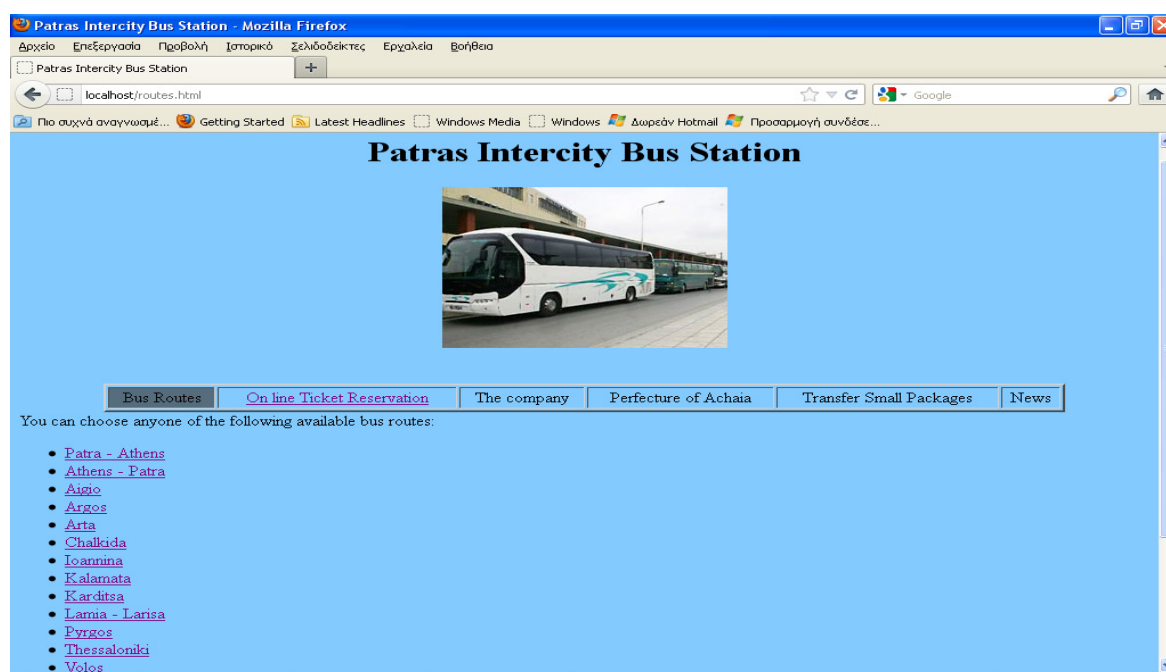 Patras Intercity Bus Station - Mozilla Firefox
Αρχείο Επεξεργασία Προβολή Ιστορικό Σελιδοδείκτες Εργαλεία Βοήθεια
Patras Intercity Bus Station
localhost/routes.html Google
Πιο συχνά αναγνωσμέ... Getting Started Latest Headlines Windows Media Windows Δωρεάν Hotmail Προσαρμογή συνδέσε...
Patras Intercity Bus Station
Bus Routes On line Ticket Reservation The company Perfecture of Achaia Transfer Small Packages News
You can choose anyone of the following available bus routes:
Patra - Athens
Athens - Patra
Aigio
Argos
Arta
Chalkida
Ioannina
Kalamata
Karditsa
Lamia - Larisa
Pyrgos
Thessaloniki
Volos